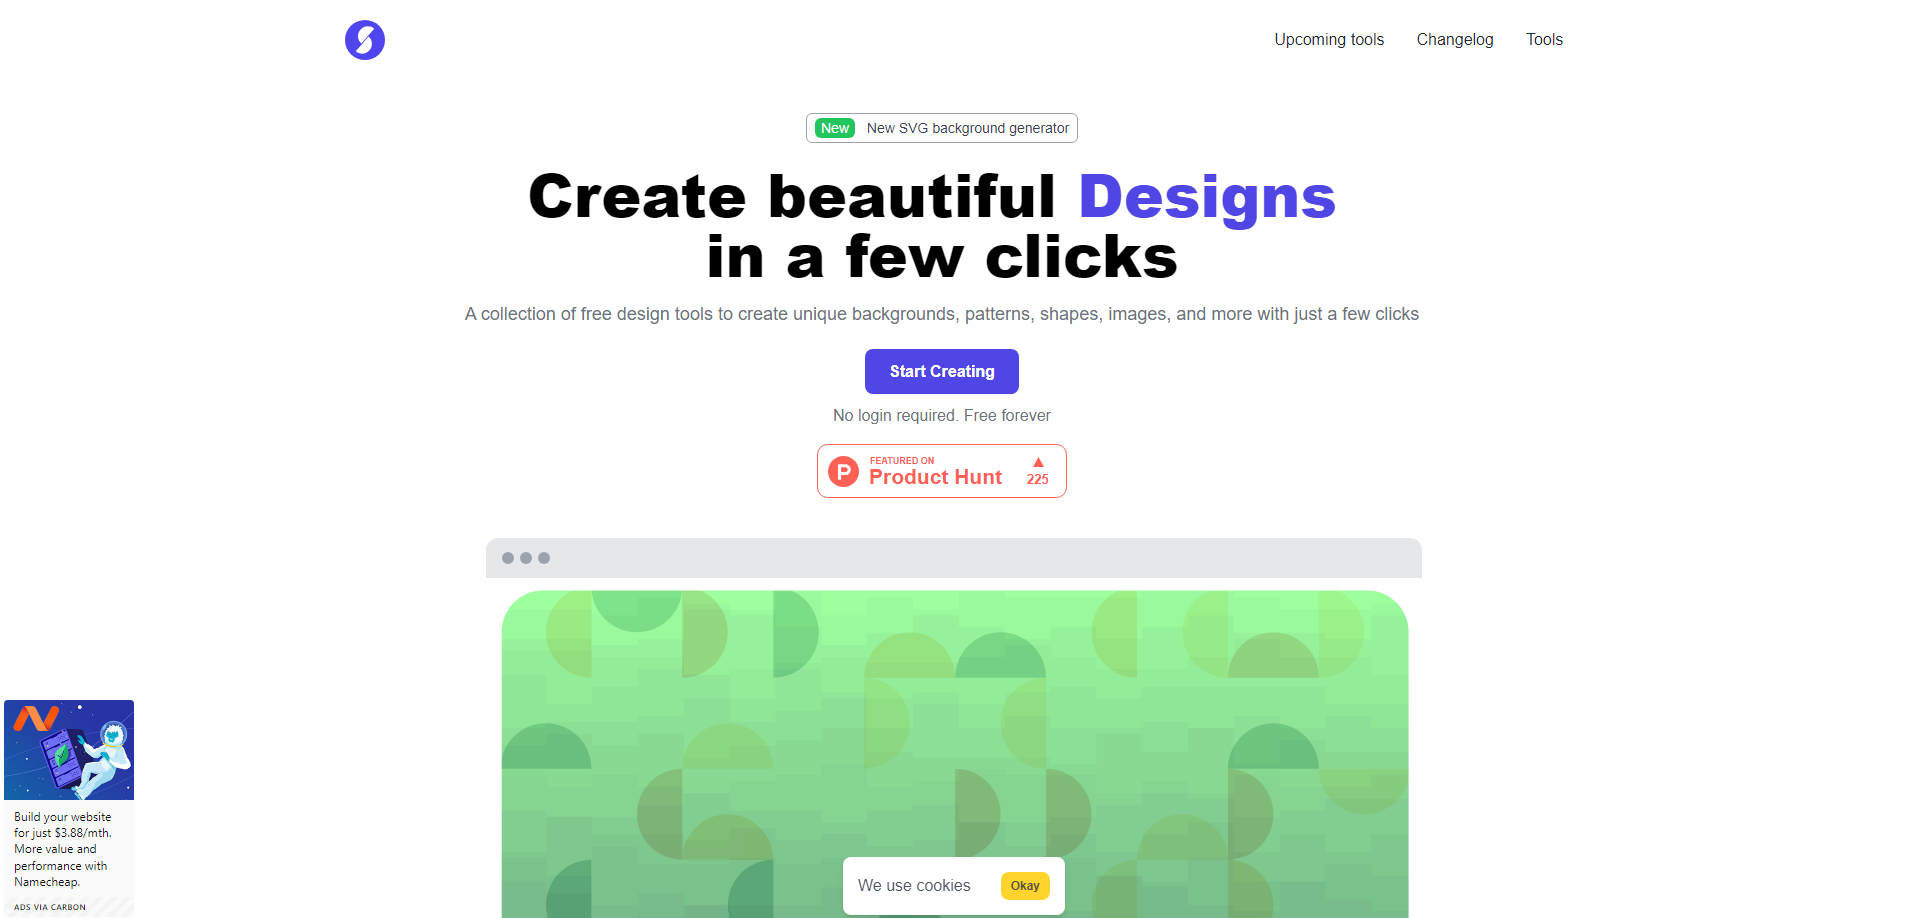 Upcoming tools
Changelog
Tools
New New SVG background generator
Create beautiful Designs
in a few clicks
A collection of free design tools to create unique backgrounds, patterns, shapes, images, and more with just a few clicks
Start Creating
No login required. Free forever
P
FEATURED ON
Product Hunt
▲
225
Build your website
for just $3.88/mth.
More value and
performance with
Namecheap.
ADS VIA CARBON
We use cookies
Okay